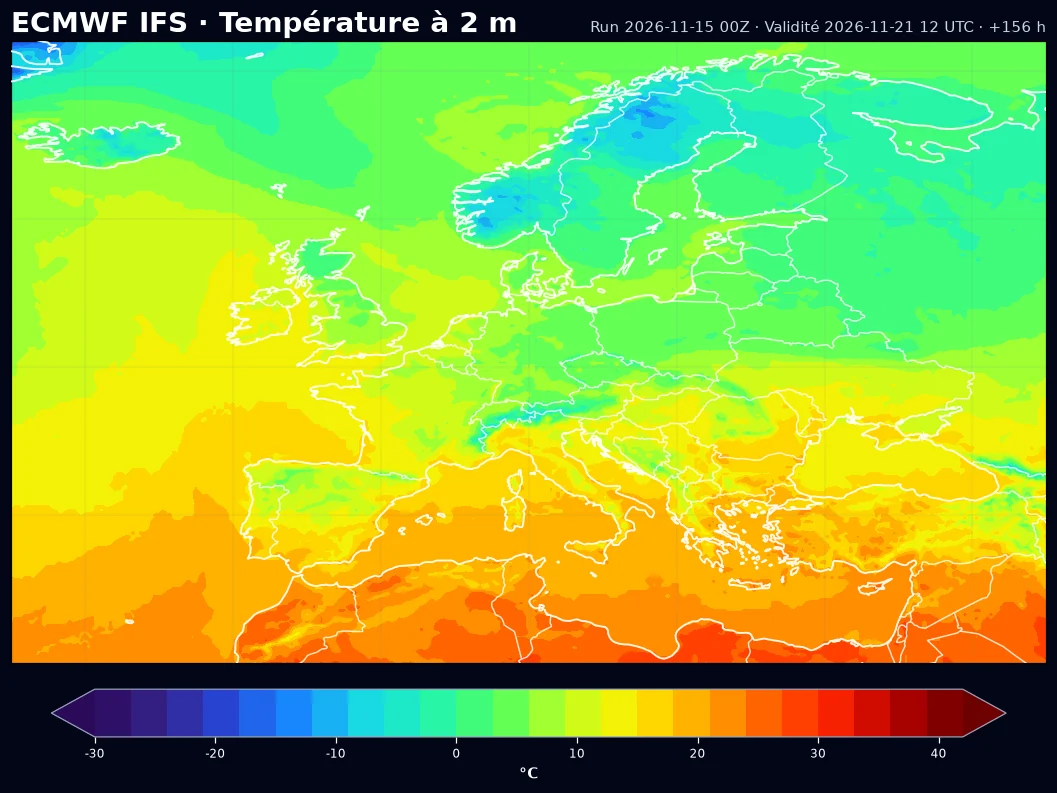 ECMWF IFS · Température à 2 m
Run 2026-11-15 00Z · Validité 2026-11-21 12 UTC · +156 h
-30 -20 -10 0 10 20 30 40
°C